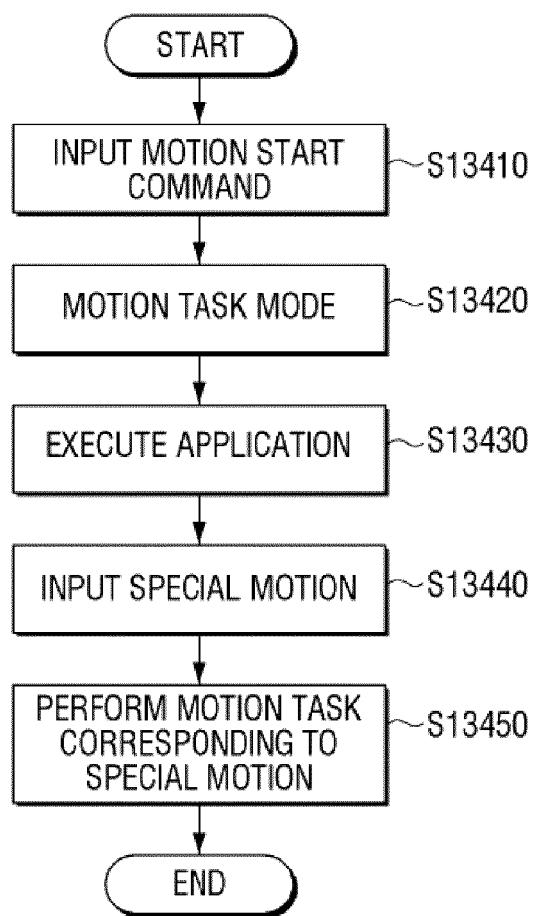 START
INPUT MOTION START
COMMAND
S13410
MOTION TASK MODE
S13420
EXECUTE APPLICATION
S13430
INPUT SPECIAL MOTION
S13440
PERFORM MOTION TASK
CORRESPONDING TO
SPECIAL MOTION
S13450
END